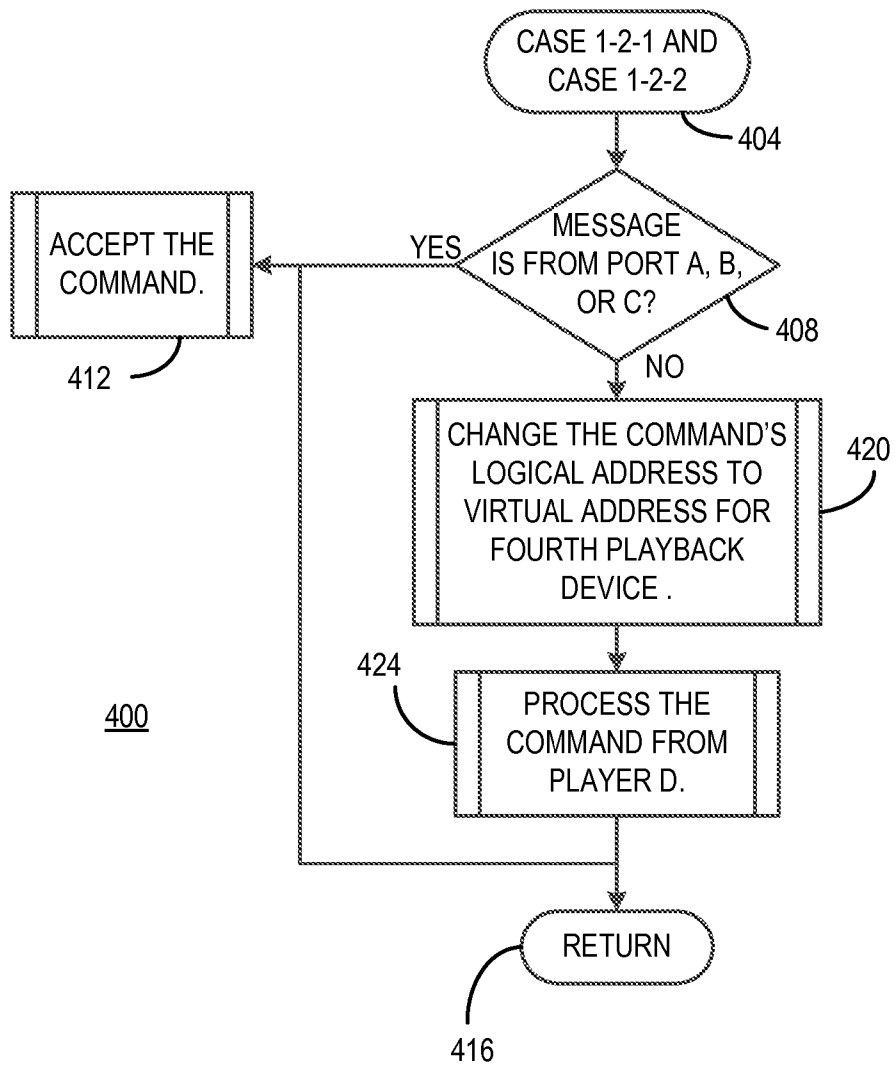 CASE 1-2-1 AND
CASE 1-2-2
404
MESSAGE
IS FROM PORT A, B,
OR C?
408
YES
ACCEPT THE
COMMAND.
412
NO
CHANGE THE COMMAND'S
LOGICAL ADDRESS TO
VIRTUAL ADDRESS FOR
FOURTH PLAYBACK
DEVICE .
420
424
PROCESS THE
COMMAND FROM
PLAYER D.
400
RETURN
416